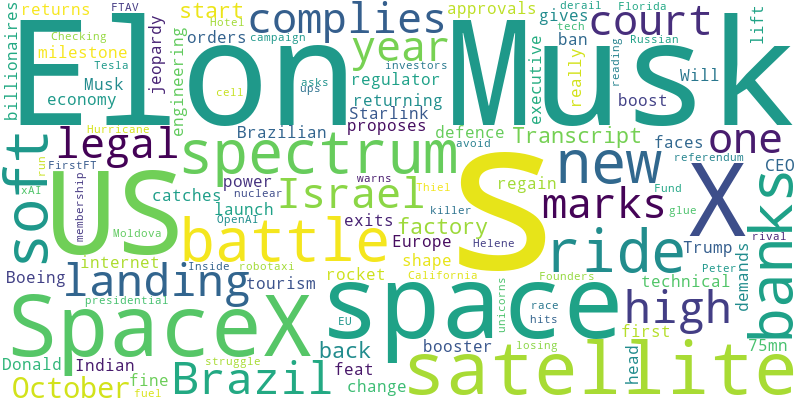 billionaires
returns
Checking
milestone
Tesla
Musk
economy
FTAV
jeopardy
start
Hotel
orders
engineering
complies
campaign
Elon Musk
cell
asks
ups
investors
year
regulator
returning
Starlink
proposes
approvals
gives
derail
Florida
tech
ban
Russian
executive
really
reading
court
lift
Will
boost
soft
Hurricane
legal
run
FirstFT
xAI
membership
US
Moldova
internet
Brazilian
spectrum
power
warns
nuclear
Israel
catches
launch
OpenAI
exits
battle
Thiel
killer
Europe
factory
defence
avoid
Transcript
regain
S
Helene
faces
one
referendum
CEO
new
Fund
marks
glue
X
rival
banks
ride
Trump
Peter
demands
technical
Boeing
landing
presidential
Inside
robotaxi
tourism
rocket
shape
California
Founders
unicorns
SpaceX
space
EU
booster
race
hits
high
first
75mn
Donald
Indian
struggle
back
losing
head
October
fine
fuel
Brazil
feat
change
satellite